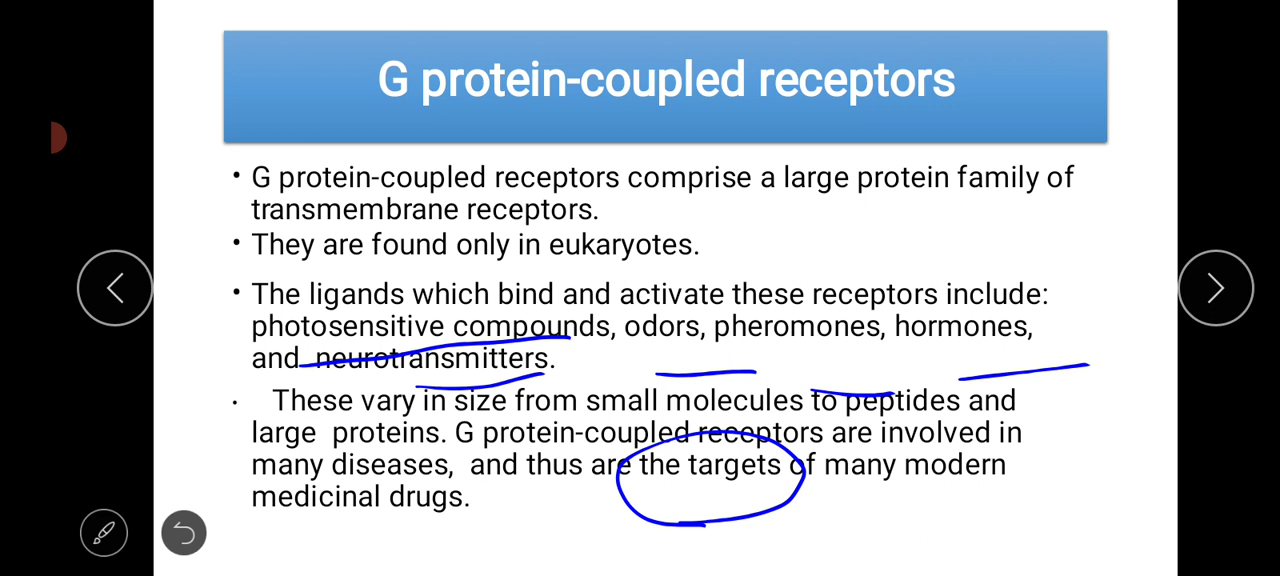 G protein-coupled receptors
• G protein-coupled receptors comprise a large protein family of
transmembrane receptors.
• They are found only in eukaryotes.
• The ligands which bind and activate these receptors include:
photosensitive compounds, odors, pheromones, hormones,
and neurotransmitters.
• These vary in size from small molecules to peptides and
large proteins. G protein-coupled receptors are involved in
many diseases, and thus are the targets of many modern
medicinal drugs.